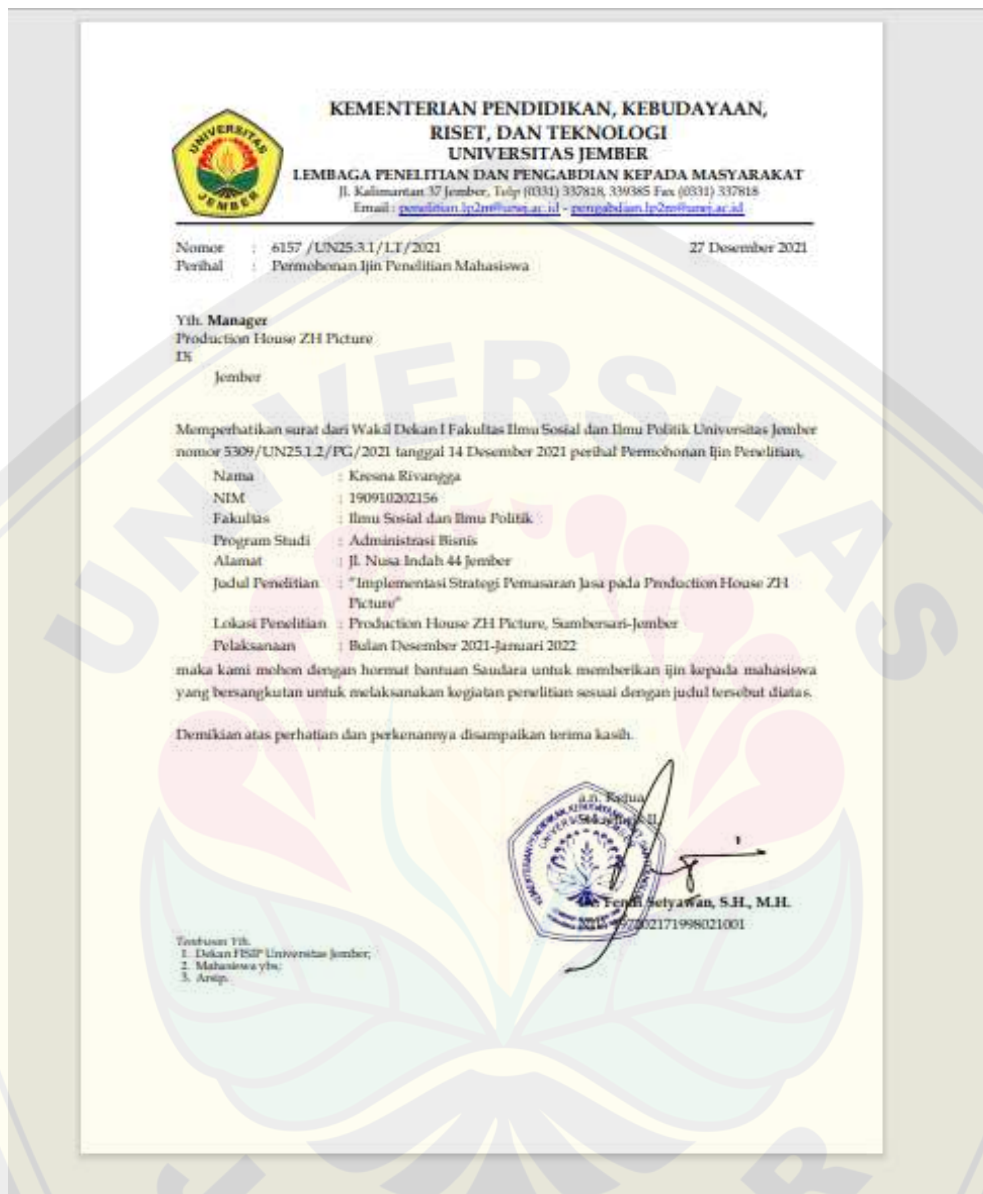 KEMENTERIAN PENDIDIKAN, KEBUDAYAAN,
RISET, DAN TEKNOLOGI
UNIVERSITAS JEMBER
LEMBAGA PENELITIAN DAN PENGABDIAN KEPADA MASYARAKAT
Jl. Kalimantan 37 Jember, Telp (0331) 337818, 339385 Fax (0331) 337818
Email : penelitian.lp2m@unej.ac.id - pengabdian.lp2m@unej.ac.id
UNIVERSITAS
JEMBER
Nomor : 6157 /UN25.3.1/LT/2021 27 Desember 2021
Perihal : Permohonan Ijin Penelitian Mahasiswa
Yth. Manager
Production House ZH Picture
Di
Jember
Memperhatikan surat dari Wakil Dekan I Fakultas Ilmu Sosial dan Ilmu Politik Universitas Jember
nomor 5309/UN25.1.2/PG/2021 tanggal 14 Desember 2021 perihal Permohonan Ijin Penelitian,
Nama : Kresna Rivangga
NIM : 190910202156
Fakultas : Ilmu Sosial dan Ilmu Politik
Program Studi : Administrasi Bisnis
Alamat : Jl. Nusa Indah 44 Jember
Judul Penelitian : "Implementasi Strategi Pemasaran Jasa pada Production House ZH
Picture"
Lokasi Penelitian : Production House ZH Picture, Sumbersari-Jember
Pelaksanaan : Bulan Desember 2021-Januari 2022
maka kami mohon dengan hormat bantuan Saudara untuk memberikan ijin kepada mahasiswa
yang bersangkutan untuk melaksanakan kegiatan penelitian sesuai dengan judul tersebut diatas.
Demikian atas perhatian dan perkenannya disampaikan terima kasih.
a.n. Ketua
Sekretaris II,
Fendi Setyawan, S.H., M.H.
Tembusan Yth.
1. Dekan FISIP Universitas Jember;
2. Mahasiswa ybs;
3. Arsip.
UNIVERSITAS